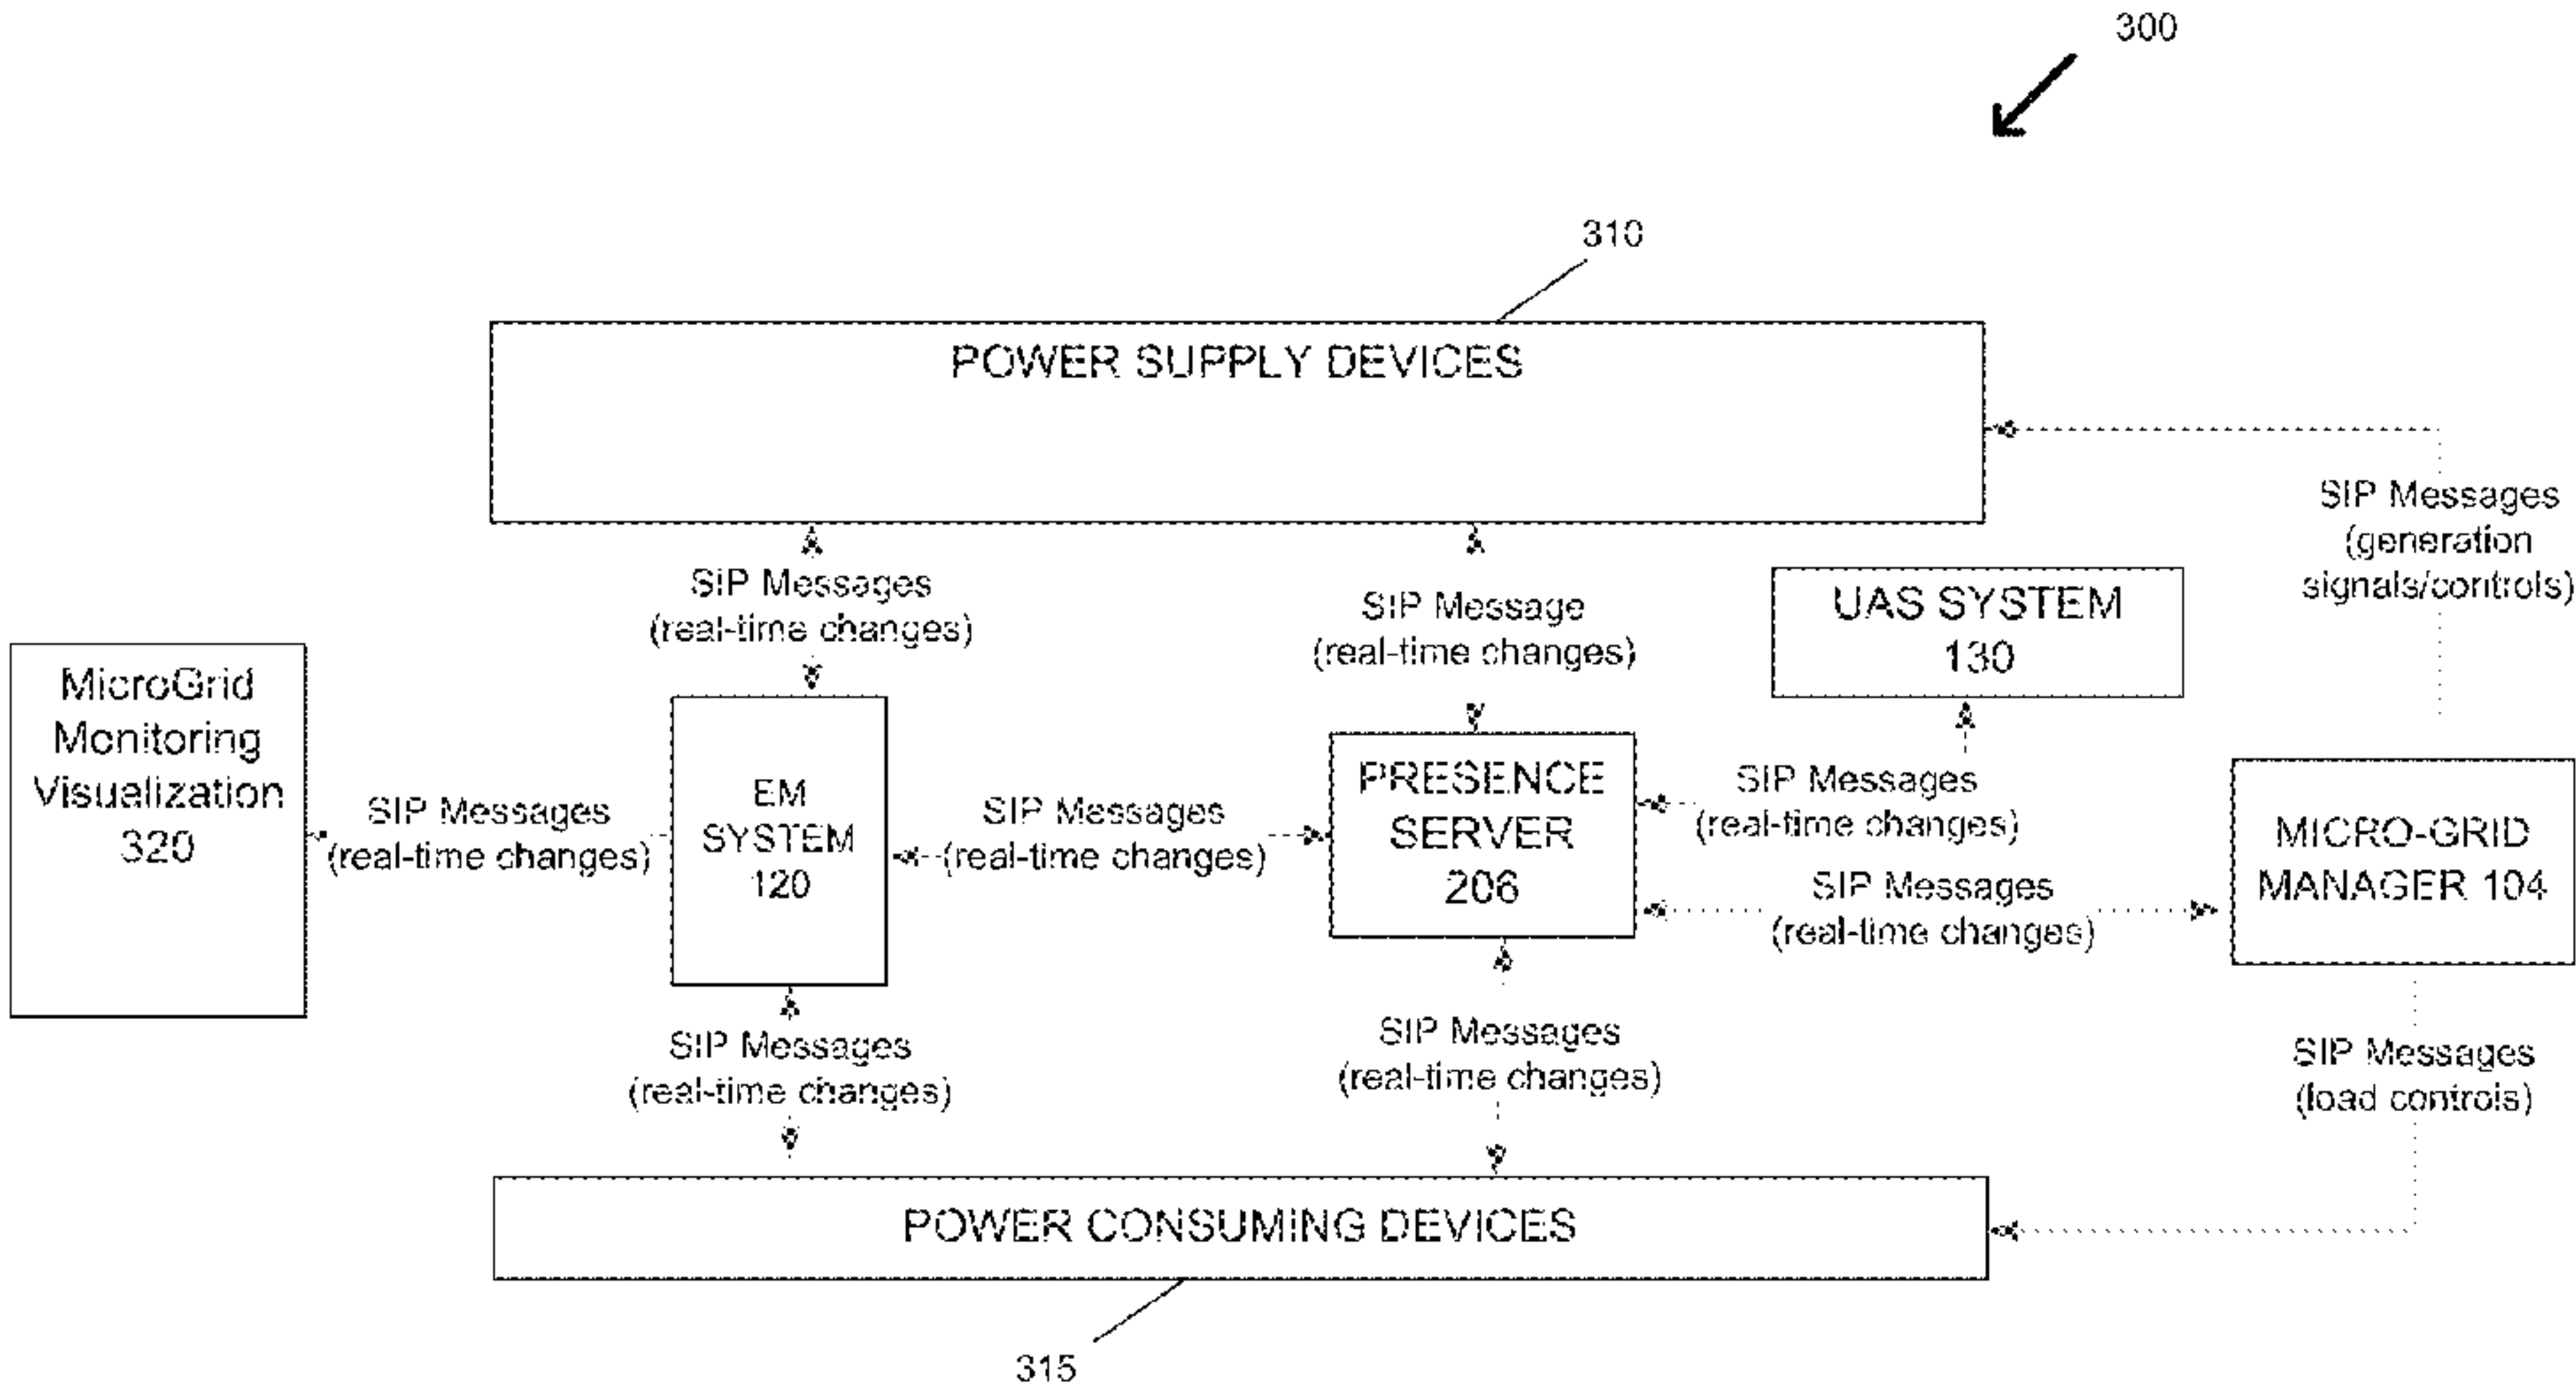 300
310
POWER SUPPLY DEVICES
SIP Messages
(generation
signals/controls)
SIP Messages
(real-time changes)
SIP Message
(real-time changes)
UAS SYSTEM
130
MicroGrid
Monitoring
Visualization
320
SIP Messages
(real-time changes)
EM
SYSTEM
120
SIP Messages
(real-time changes)
PRESENCE
SERVER
206
SIP Messages
(real-time changes)
SIP Messages
(real-time changes)
MICRO-GRID
MANAGER 104
SIP Messages
(real-time changes)
SIP Messages
(real-time changes)
SIP Messages
(load controls)
POWER CONSUMING DEVICES
315